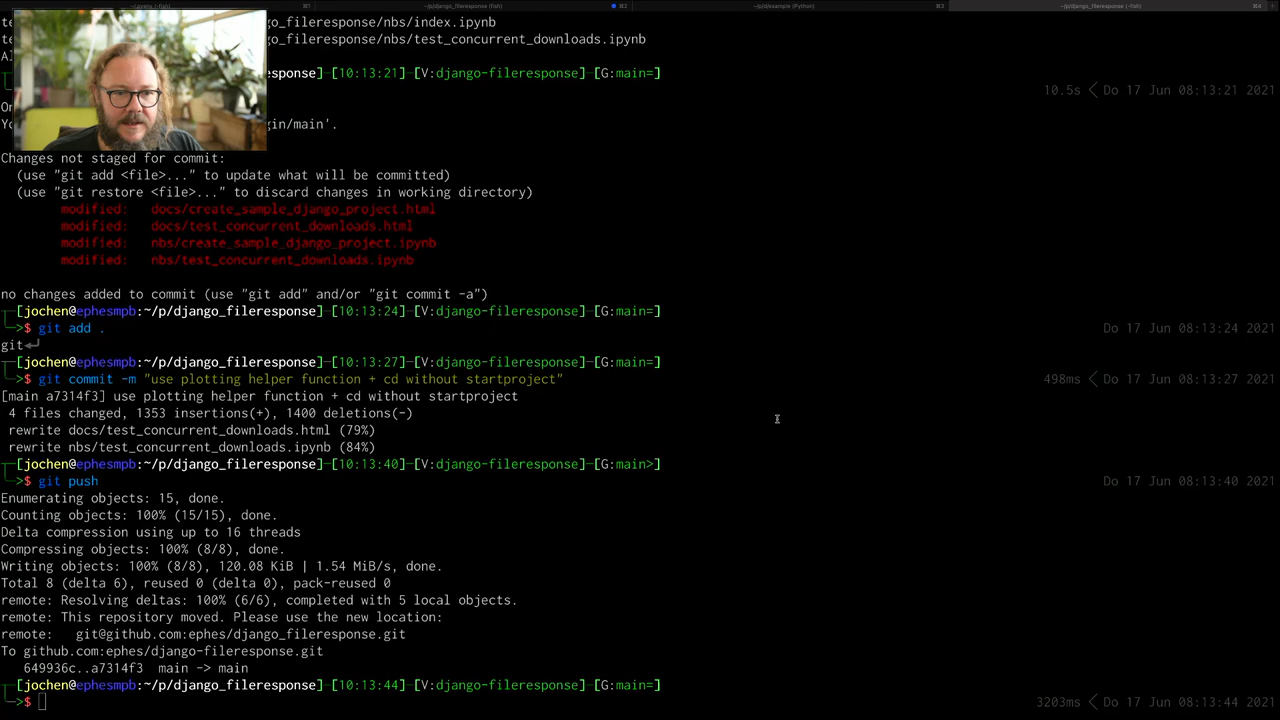 ~/p/d/example (Python)
~/p/django_fileresponse (-fish)
⌘1
⌘2
⌘3
⌘4
django_fileresponse/nbs/index.ipynb
django_fileresponse/nbs/test_concurrent_downloads.ipynb
Al
esponse]-[10:13:21]-[V:django-fileresponse]-[G:main=]
10.5s < Do 17 Jun 08:13:21 2021
On
Yo gin/main'.
Changes not staged for commit:
(use "git add <file>..." to update what will be committed)
(use "git restore <file>..." to discard changes in working directory)
modified: docs/create_sample_django_project.html
modified: docs/test_concurrent_downloads.html
modified: nbs/create_sample_django_project.ipynb
modified: nbs/test_concurrent_downloads.ipynb
no changes added to commit (use "git add" and/or "git commit -a")
[jochen@ephesmpb:~/p/django_fileresponse]-[10:13:24]-[V:django-fileresponse]-[G:main=]
>$ git add . Do 17 Jun 08:13:24 2021
git⏎
[jochen@ephesmpb:~/p/django_fileresponse]-[10:13:27]-[V:django-fileresponse]-[G:main=]
>$ git commit -m "use plotting helper function + cd without startproject" 498ms < Do 17 Jun 08:13:27 2021
[main a7314f3] use plotting helper function + cd without startproject
4 files changed, 1353 insertions(+), 1400 deletions(-)
rewrite docs/test_concurrent_downloads.html (79%)
rewrite nbs/test_concurrent_downloads.ipynb (84%)
[jochen@ephesmpb:~/p/django_fileresponse]-[10:13:40]-[V:django-fileresponse]-[G:main>]
>$ git push Do 17 Jun 08:13:40 2021
Enumerating objects: 15, done.
Counting objects: 100% (15/15), done.
Delta compression using up to 16 threads
Compressing objects: 100% (8/8), done.
Writing objects: 100% (8/8), 120.08 KiB | 1.54 MiB/s, done.
Total 8 (delta 6), reused 0 (delta 0), pack-reused 0
remote: Resolving deltas: 100% (6/6), completed with 5 local objects.
remote: This repository moved. Please use the new location:
remote: git@github.com:ephes/django_fileresponse.git
To github.com:ephes/django-fileresponse.git
649936c..a7314f3 main -> main
[jochen@ephesmpb:~/p/django_fileresponse]-[10:13:44]-[V:django-fileresponse]-[G:main=]
>$ 3203ms < Do 17 Jun 08:13:44 2021